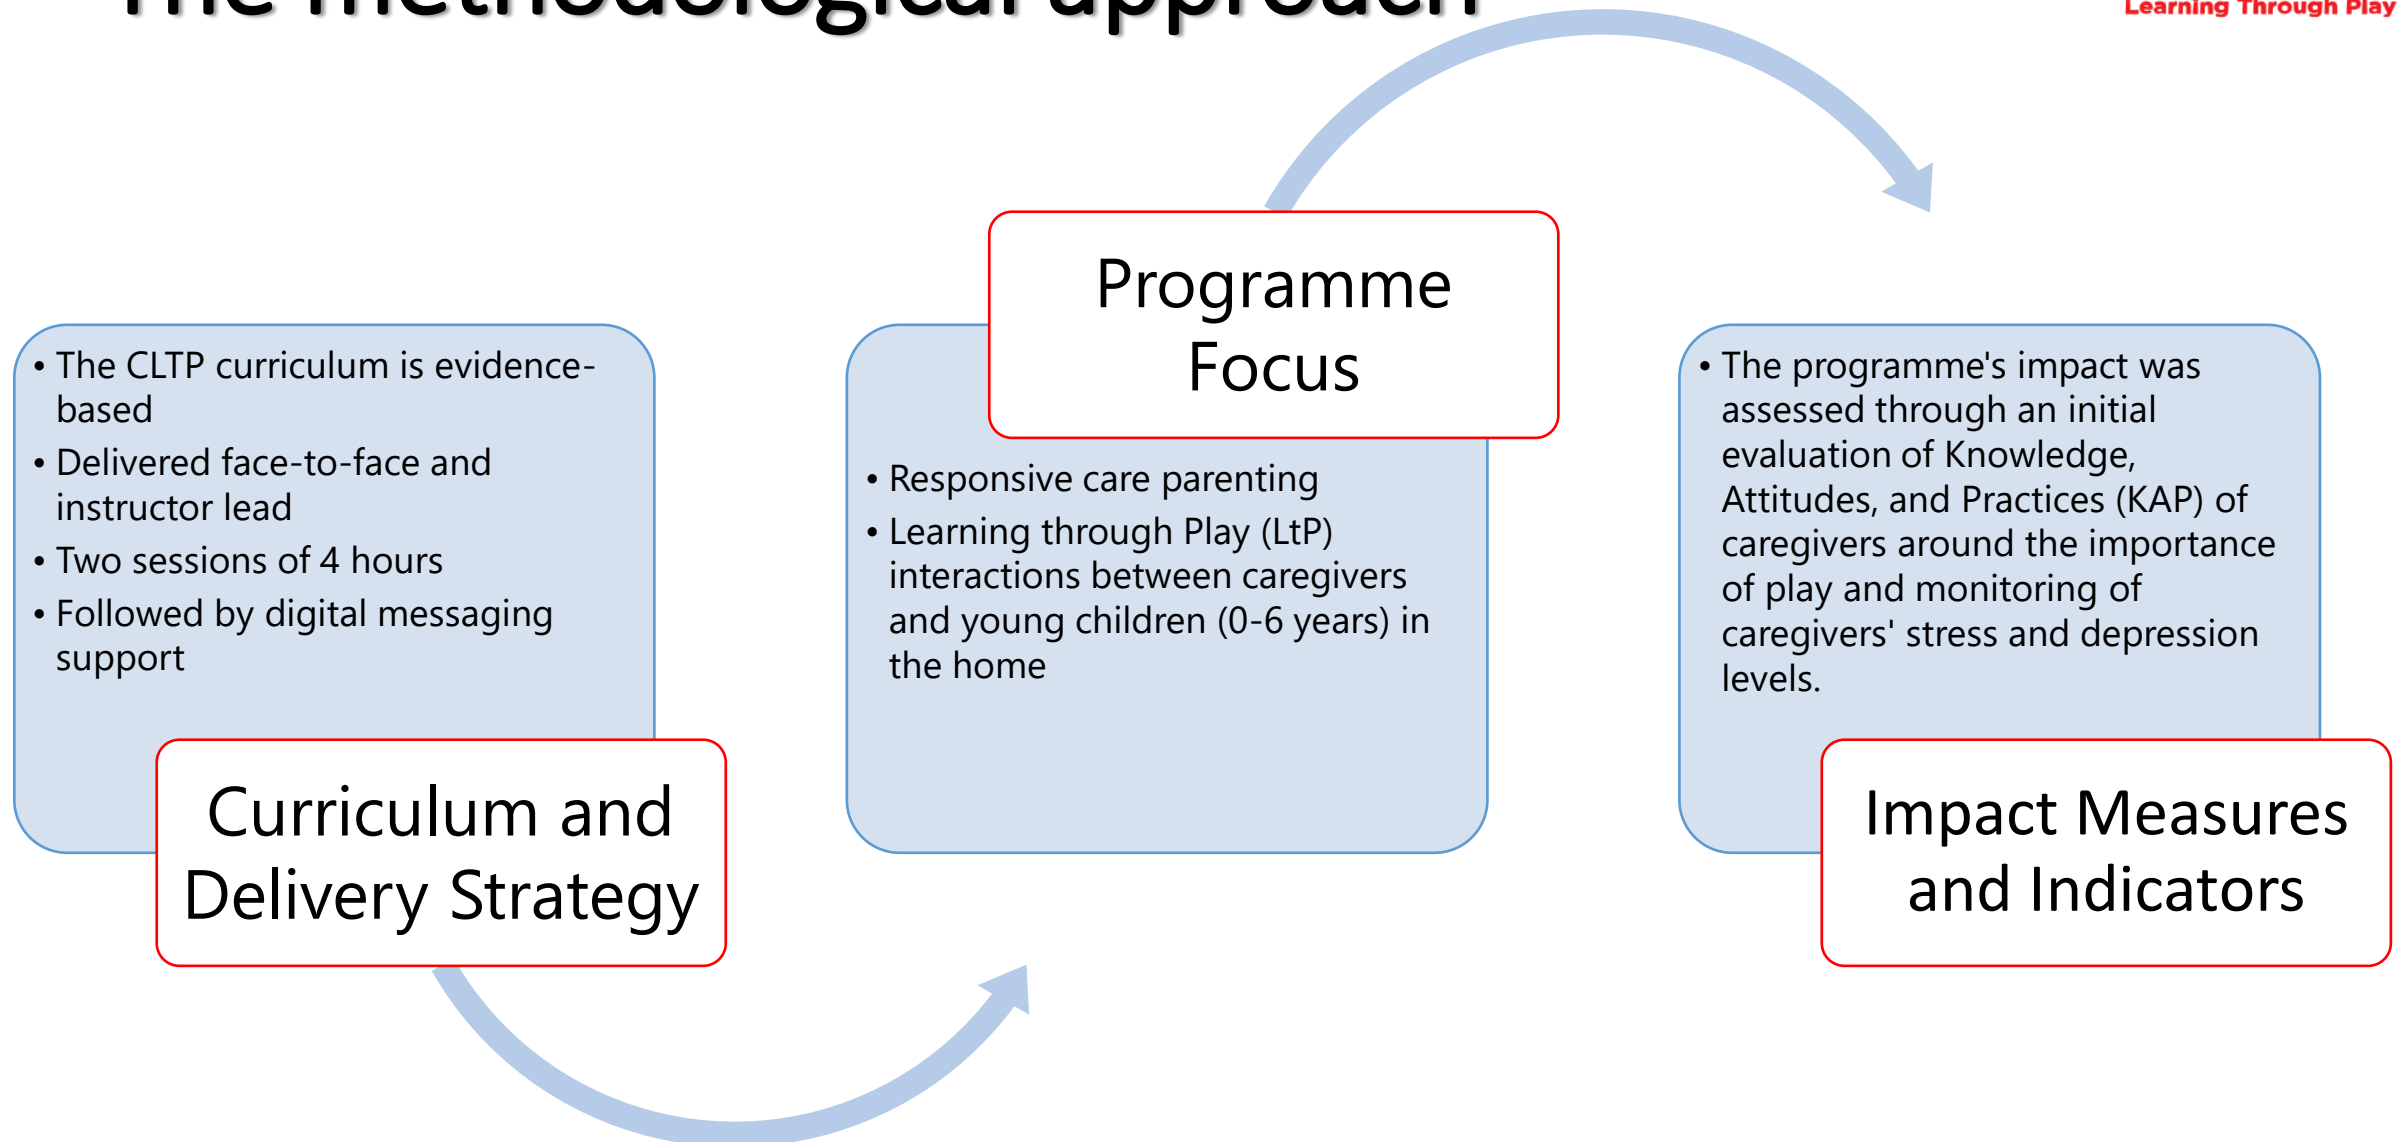 The methodological approach
Learning Through Play
• The CLTP curriculum is evidence-
based
• Delivered face-to-face and
instructor lead
• Two sessions of 4 hours
• Followed by digital messaging
support
Curriculum and
Delivery Strategy
Programme
Focus
• Responsive care parenting
• Learning through Play (LtP)
interactions between caregivers
and young children (0-6 years) in
the home
• The programme's impact was
assessed through an initial
evaluation of Knowledge,
Attitudes, and Practices (KAP) of
caregivers around the importance
of play and monitoring of
caregivers' stress and depression
levels.
Impact Measures
and Indicators